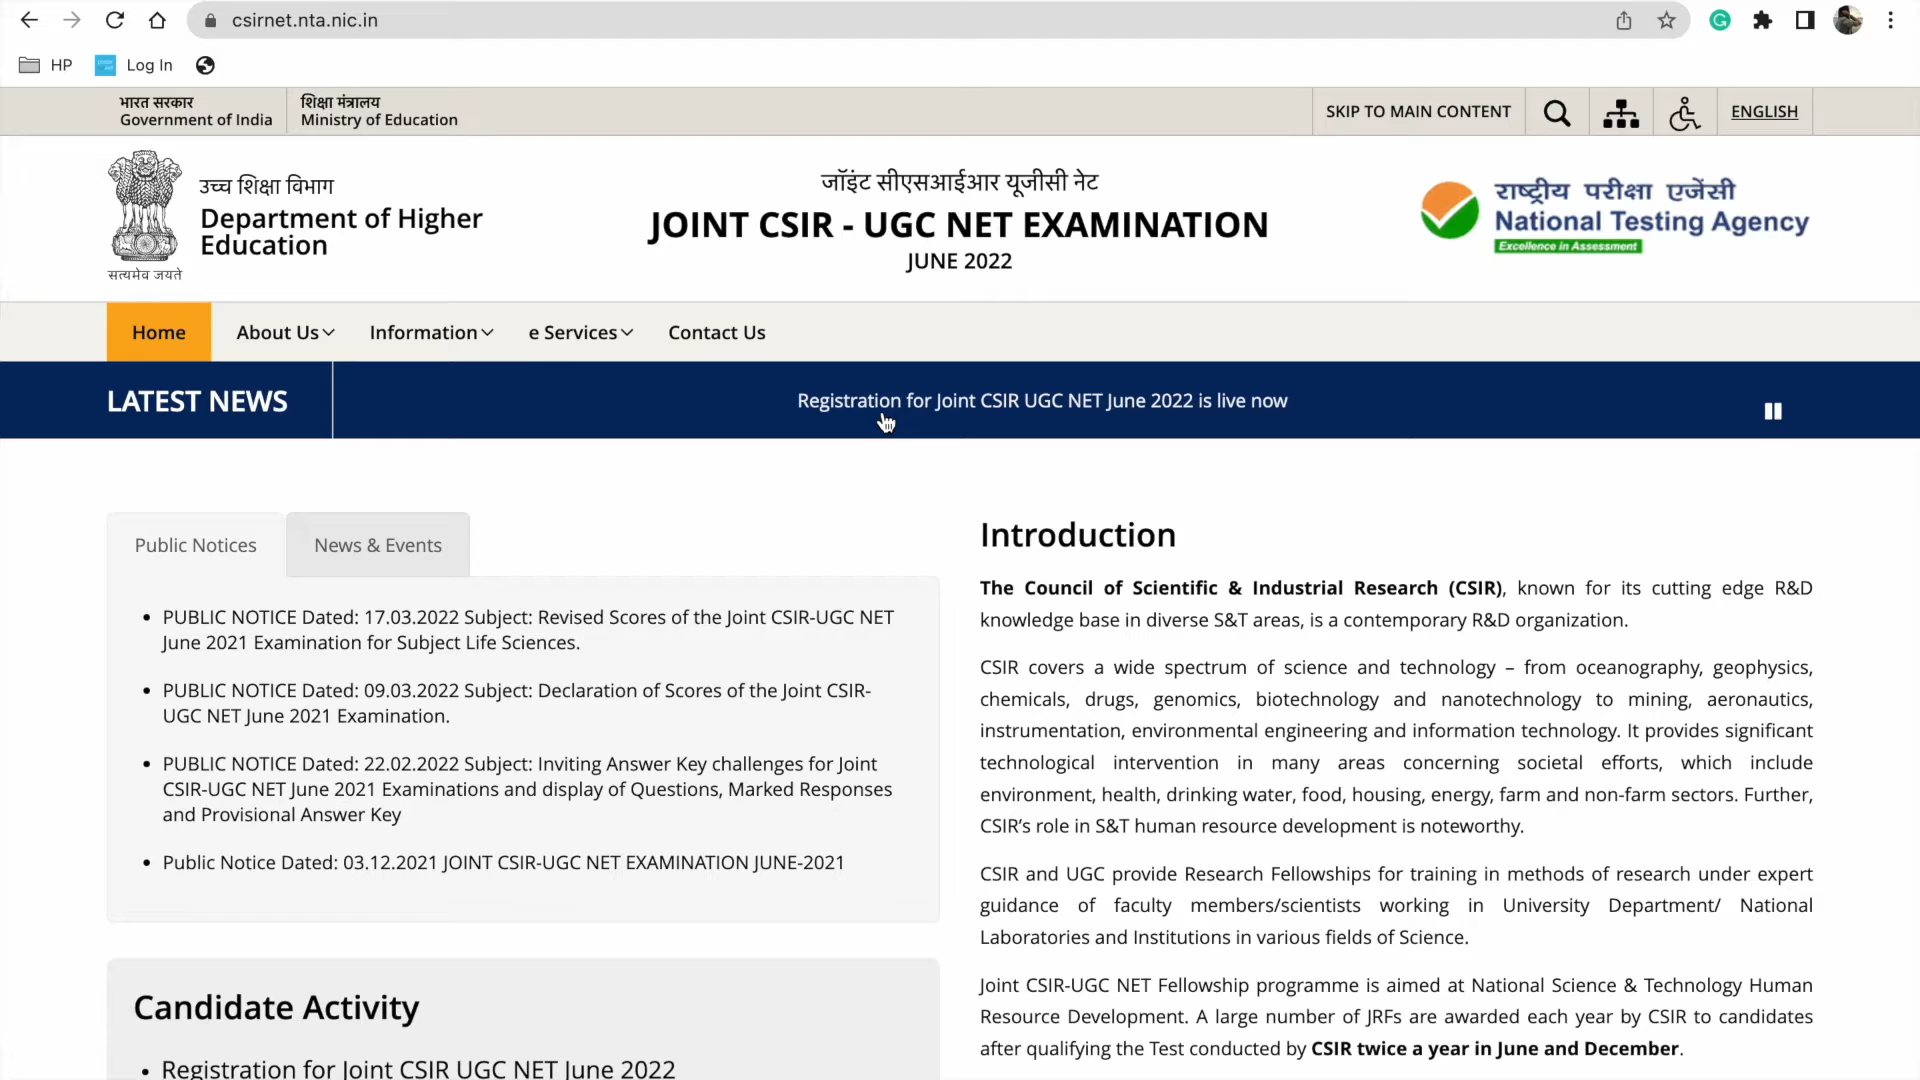 csirnet.nta.nic.in
HP
Log In
भारत सरकार
Government of India
शिक्षा मंत्रालय
Ministry of Education
SKIP TO MAIN CONTENT
ENGLISH
सत्यमेव जयते
उच्च शिक्षा विभाग
Department of Higher
Education
जॉइंट सीएसआईआर यूजीसी नेट
JOINT CSIR - UGC NET EXAMINATION
JUNE 2022
राष्ट्रीय परीक्षा एजेंसी
National Testing Agency
Excellence in Assessment
Home
About Us
Information
e Services
Contact Us
LATEST NEWS
Registration for Joint CSIR UGC NET June 2022 is live now
Public Notices
News & Events
PUBLIC NOTICE Dated: 17.03.2022 Subject: Revised Scores of the Joint CSIR-UGC NET
June 2021 Examination for Subject Life Sciences.
PUBLIC NOTICE Dated: 09.03.2022 Subject: Declaration of Scores of the Joint CSIR-
UGC NET June 2021 Examination.
PUBLIC NOTICE Dated: 22.02.2022 Subject: Inviting Answer Key challenges for Joint
CSIR-UGC NET June 2021 Examinations and display of Questions, Marked Responses
and Provisional Answer Key
Public Notice Dated: 03.12.2021 JOINT CSIR-UGC NET EXAMINATION JUNE-2021
Candidate Activity
Registration for Joint CSIR UGC NET June 2022
Introduction
The Council of Scientific & Industrial Research (CSIR), known for its cutting edge R&D
knowledge base in diverse S&T areas, is a contemporary R&D organization.
CSIR covers a wide spectrum of science and technology – from oceanography, geophysics,
chemicals, drugs, genomics, biotechnology and nanotechnology to mining, aeronautics,
instrumentation, environmental engineering and information technology. It provides significant
technological intervention in many areas concerning societal efforts, which include
environment, health, drinking water, food, housing, energy, farm and non-farm sectors. Further,
CSIR’s role in S&T human resource development is noteworthy.
CSIR and UGC provide Research Fellowships for training in methods of research under expert
guidance of faculty members/scientists working in University Department/ National
Laboratories and Institutions in various fields of Science.
Joint CSIR-UGC NET Fellowship programme is aimed at National Science & Technology Human
Resource Development. A large number of JRFs are awarded each year by CSIR to candidates
after qualifying the Test conducted by CSIR twice a year in June and December.